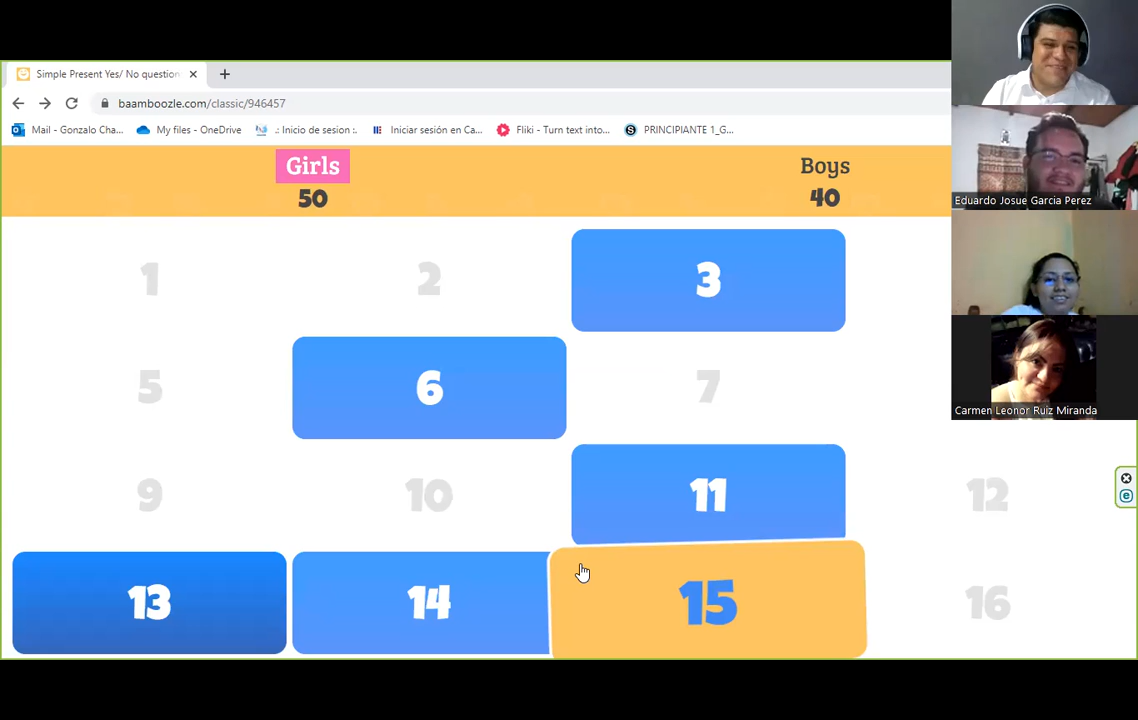 Simple Present Yes/ No question
baamboozle.com/classic/946457
Mail - Gonzalo Cha...
My files - OneDrive
.: Inicio de sesion :.
Iniciar sesión en Ca...
Fliki - Turn text into...
PRINCIPIANTE 1_G...
Girls
50
Boys
40
1
2
3
5
6
7
9
10
11
12
13
14
15
16
Eduardo Josue Garcia Perez
Carmen Leonor Ruiz Miranda